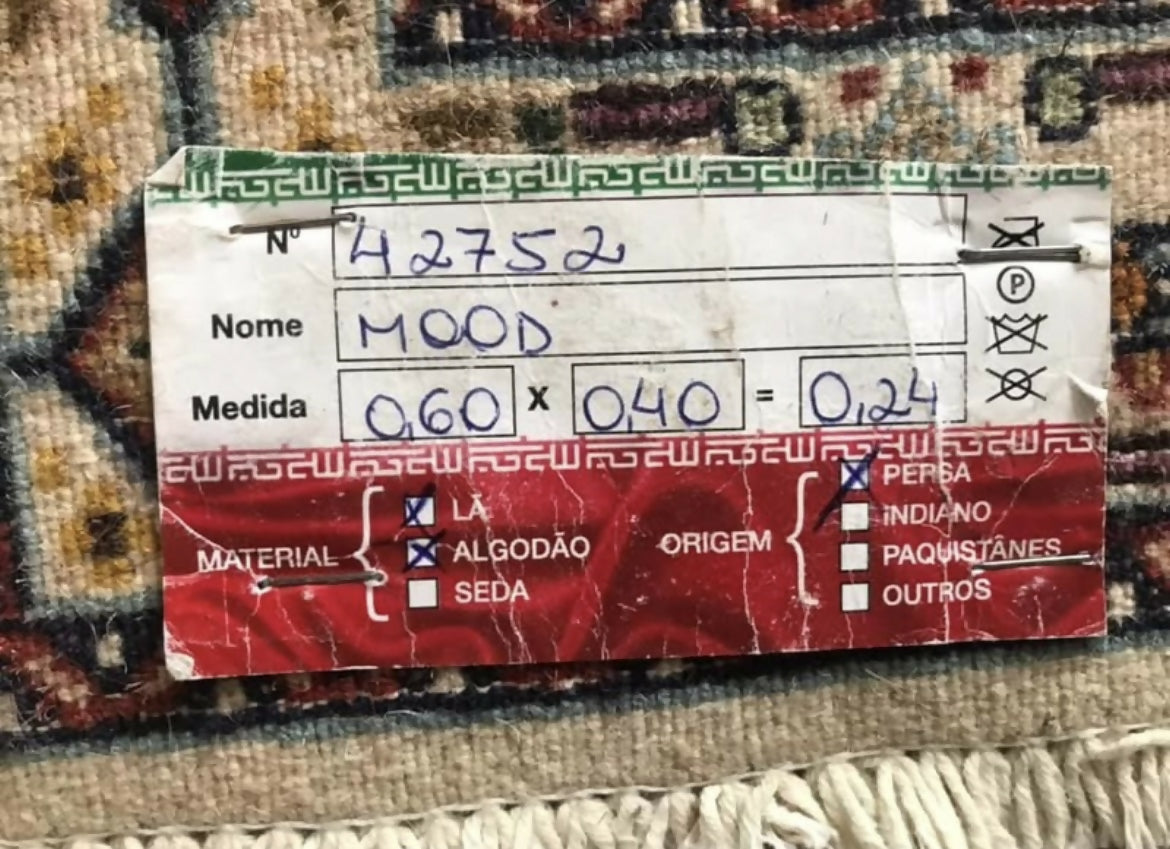 Nº 42752
Nome MOOD
Medida 0,60 X 0,40 = 0,24
P
MATERIAL
LÃ
ALGODÃO
SEDA
ORIGEM
PERSA
iNDIANO
PAQUISTÂNES
OUTROS